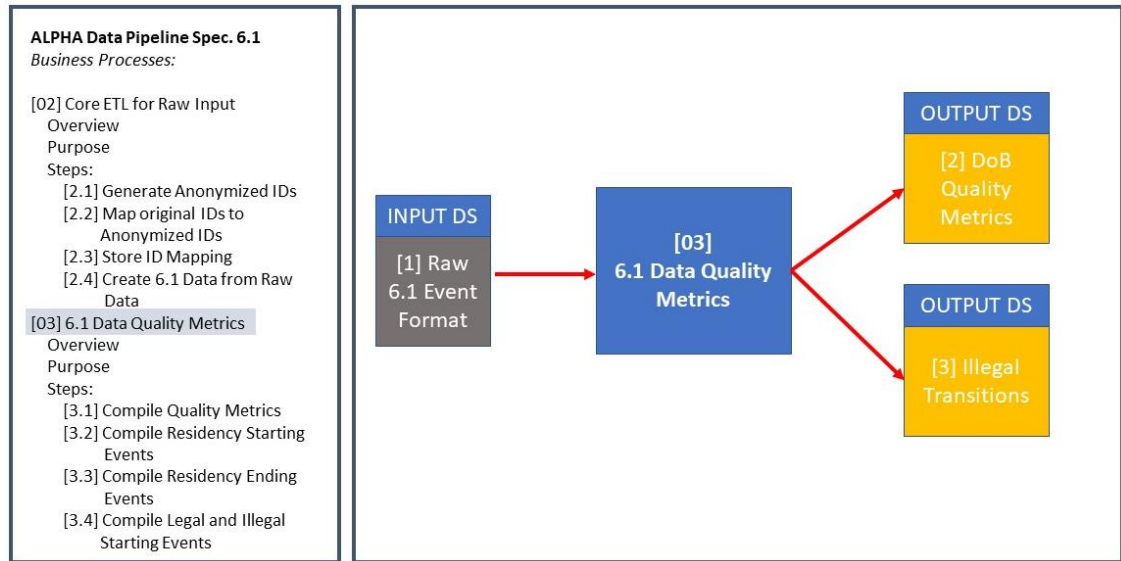 ALPHA Data Pipeline Spec. 6.1
Business Processes:
[02] Core ETL for Raw Input
Overview
Purpose
Steps:
[2.1] Generate Anonymized IDs
[2.2] Map original IDs to
Anonymized IDs
[2.3] Store ID Mapping
[2.4] Create 6.1 Data from Raw
Data
[03] 6.1 Data Quality Metrics
Overview
Purpose
Steps:
[3.1] Compile Quality Metrics
[3.2] Compile Residency Starting
Events
[3.3] Compile Residency Ending
Events
[3.4] Compile Legal and Illegal
Starting Events
INPUT DS
[1] Raw
6.1 Event
Format
[03]
6.1 Data Quality
Metrics
OUTPUT DS
[2] DoB
Quality
Metrics
OUTPUT DS
[3] Illegal
Transitions